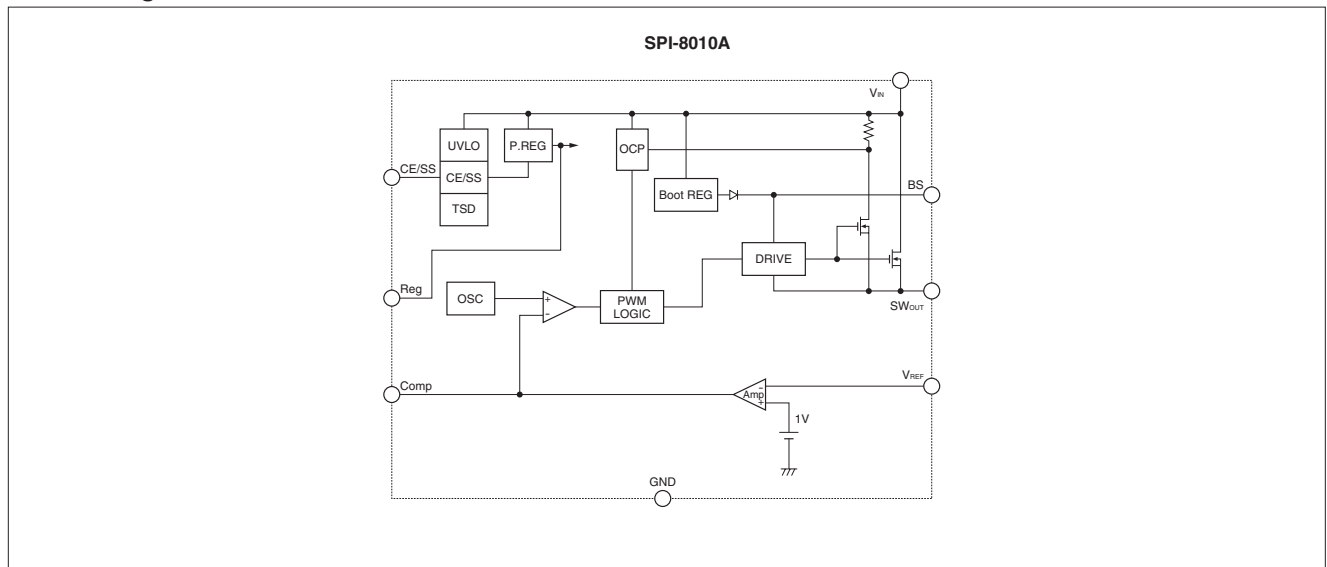 SPI-8010A
VIN
UVLO
P.REG
OCP
CE/SS
CE/SS
BS
Boot REG
TSD
DRIVE
Reg
OSC
+
-
PWM
LOGIC
SWOUT
Comp
VREF
-
Amp
+
1V
GND